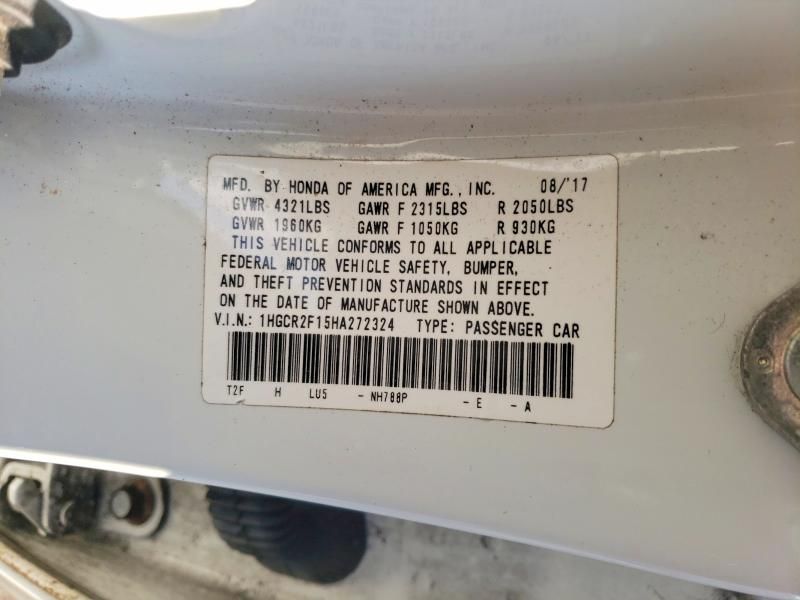 MFD. BY HONDA OF AMERICA MFG., INC. 08/'17
GVWR 4321LBS GAWR F 2315LBS R 2050LBS
GVWR 1960KG GAWR F 1050KG R 930KG
THIS VEHICLE CONFORMS TO ALL APPLICABLE
FEDERAL MOTOR VEHICLE SAFETY, BUMPER,
AND THEFT PREVENTION STANDARDS IN EFFECT
ON THE DATE OF MANUFACTURE SHOWN ABOVE.
V.I.N.: 1HGCR2F15HA272324 TYPE: PASSENGER CAR
T2F H LU5 - NH788P - E - A